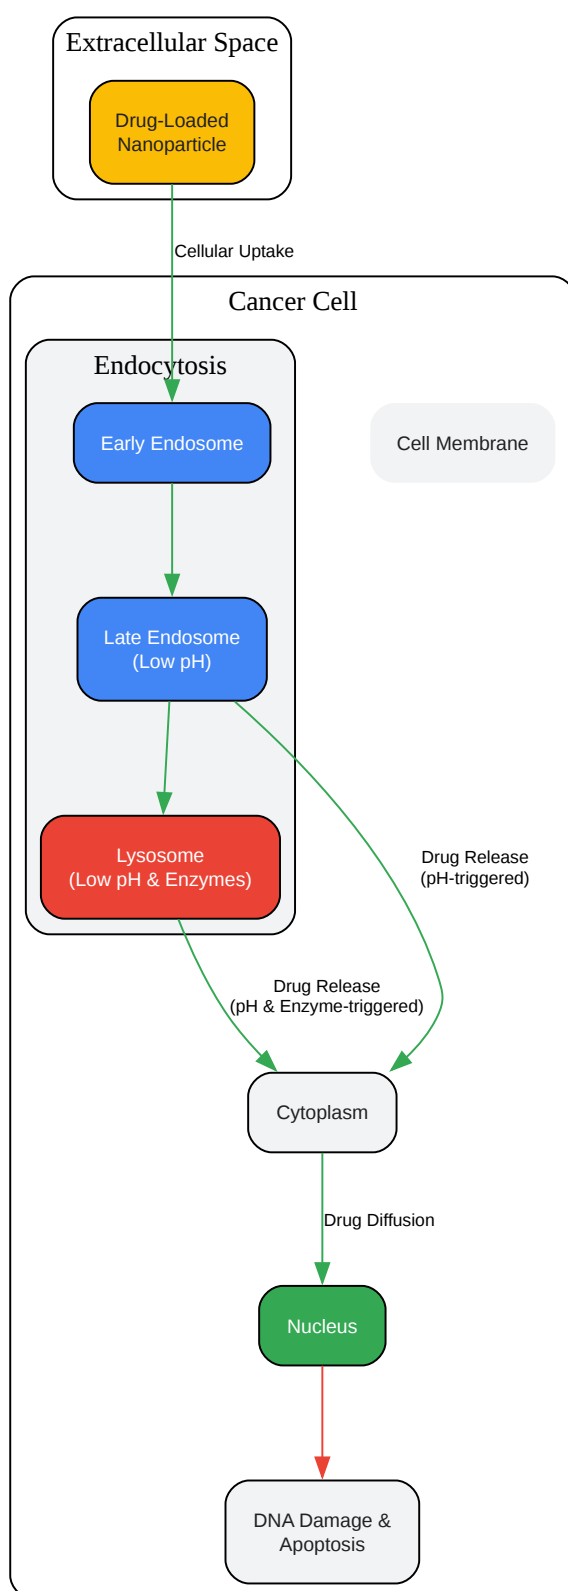 Extracellular Space
Drug-Loaded
Nanoparticle
Cellular Uptake
Cancer Cell
Endocytosis
Early Endosome
Cell Membrane
Late Endosome
(Low pH)
Lysosome
(Low pH & Enzymes)
Drug Release
(pH-triggered)
Drug Release
(pH & Enzyme-triggered)
Cytoplasm
Drug Diffusion
Nucleus
DNA Damage &
Apoptosis